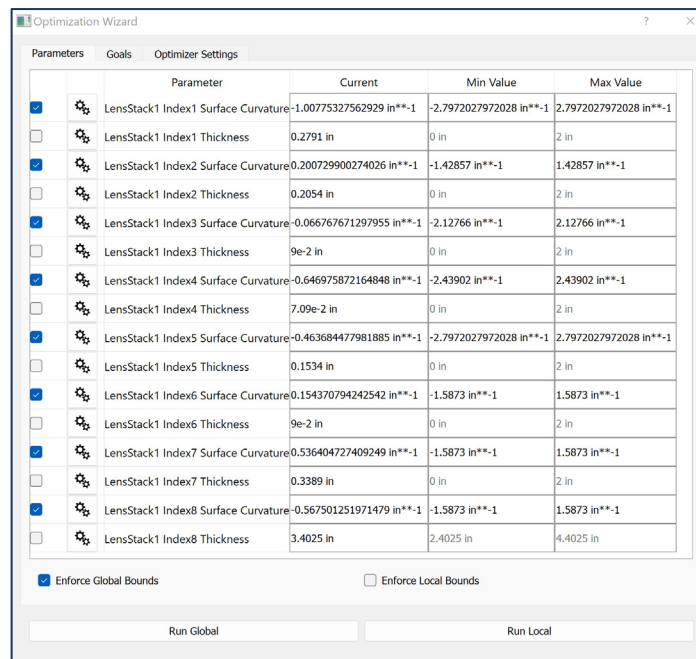 Optimization Wizard ? ×
Parameters Goals Optimizer Settings
Parameter Current Min Value Max Value
LensStack1 Index1 Surface Curvature -1.00775327562929 in**-1 -2.7972027972028 in**-1 2.7972027972028 in**-1
LensStack1 Index1 Thickness 0.2791 in 0 in 2 in
LensStack1 Index2 Surface Curvature 0.200729900274026 in**-1 -1.42857 in**-1 1.42857 in**-1
LensStack1 Index2 Thickness 0.2054 in 0 in 2 in
LensStack1 Index3 Surface Curvature -0.066767671297955 in**-1 -2.12766 in**-1 2.12766 in**-1
LensStack1 Index3 Thickness 9e-2 in 0 in 2 in
LensStack1 Index4 Surface Curvature -0.646975872164848 in**-1 -2.43902 in**-1 2.43902 in**-1
LensStack1 Index4 Thickness 7.09e-2 in 0 in 2 in
LensStack1 Index5 Surface Curvature -0.463684477981885 in**-1 -2.7972027972028 in**-1 2.7972027972028 in**-1
LensStack1 Index5 Thickness 0.1534 in 0 in 2 in
LensStack1 Index6 Surface Curvature 0.154370794242542 in**-1 -1.5873 in**-1 1.5873 in**-1
LensStack1 Index6 Thickness 9e-2 in 0 in 2 in
LensStack1 Index7 Surface Curvature 0.536404727409249 in**-1 -1.5873 in**-1 1.5873 in**-1
LensStack1 Index7 Thickness 0.3389 in 0 in 2 in
LensStack1 Index8 Surface Curvature -0.567501251971479 in**-1 -1.5873 in**-1 1.5873 in**-1
LensStack1 Index8 Thickness 3.4025 in 2.4025 in 4.4025 in
Enforce Global Bounds Enforce Local Bounds
Run Global Run Local